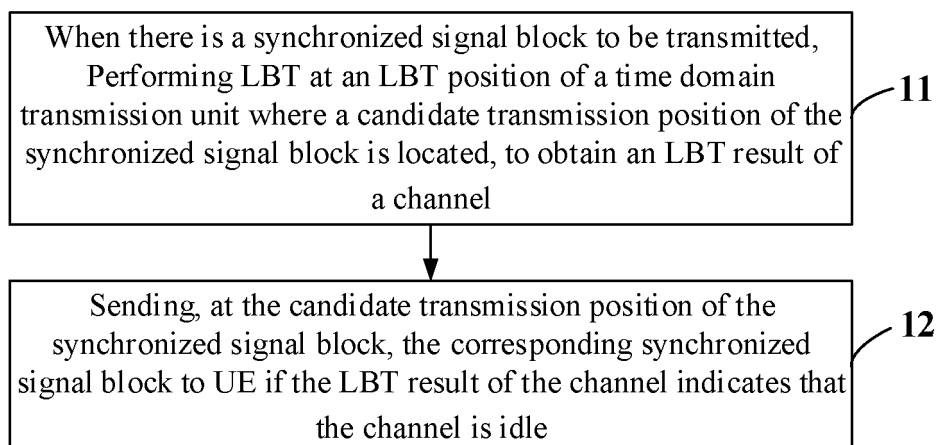 When there is a synchronized signal block to be transmitted,
Performing LBT at an LBT position of a time domain
transmission unit where a candidate transmission position of the
synchronized signal block is located, to obtain an LBT result of
a channel
11
Sending, at the candidate transmission position of the
synchronized signal block, the corresponding synchronized
signal block to UE if the LBT result of the channel indicates that
the channel is idle
12